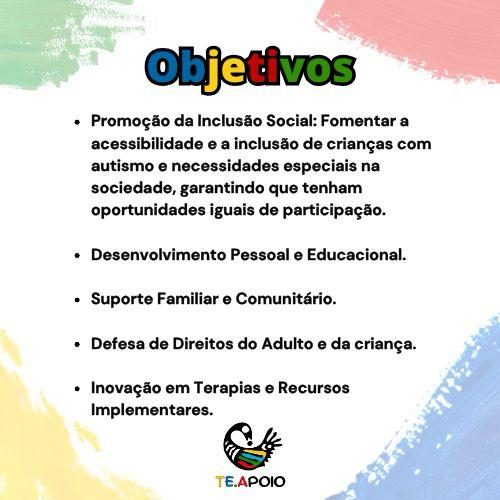 Objetivos
• Promoção da Inclusão Social: Fomentar a
acessibilidade e a inclusão de crianças com
autismo e necessidades especiais na
sociedade, garantindo que tenham
oportunidades iguais de participação.
• Desenvolvimento Pessoal e Educacional.
• Suporte Familiar e Comunitário.
• Defesa de Direitos do Adulto e da criança.
• Inovação em Terapias e Recursos
Implementares.
TE.APOIO